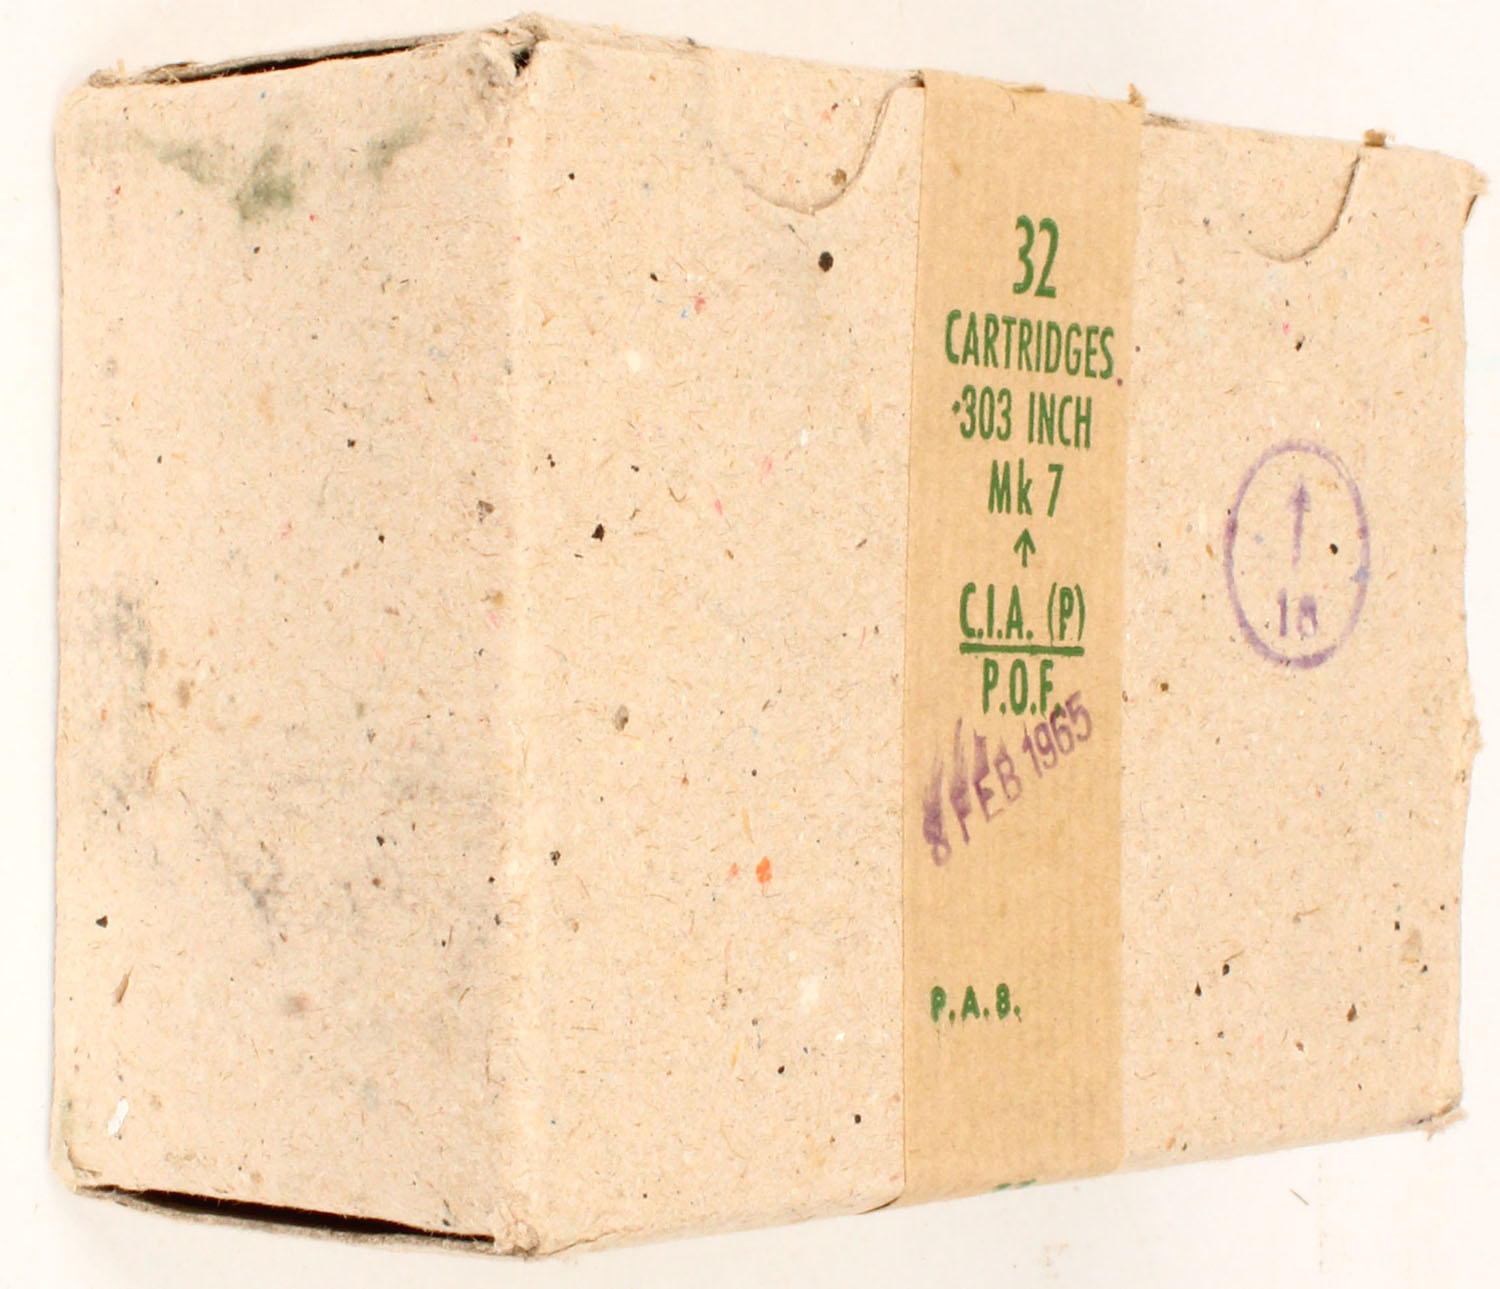 32
CARTRIDGES
.303 INCH
Mk 7
↑
C.I.A. (P)
P.O.F.
8 FEB 1965
P.A.8.
↑